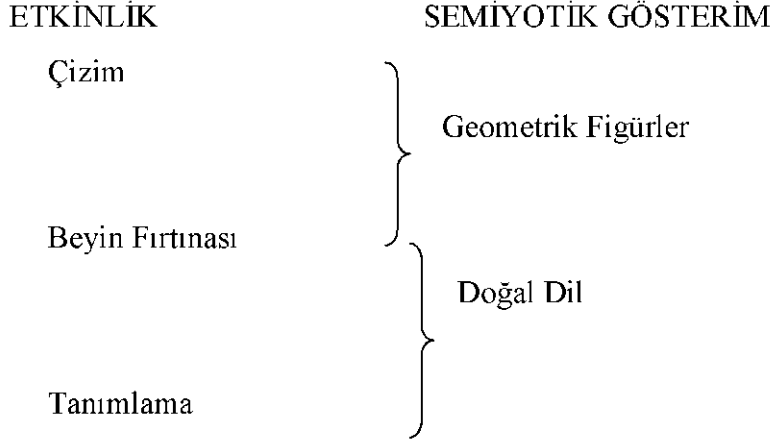 ETKİNLİK SEMİYOTİK GÖSTERİM
Çizim
Geometrik Figürler
Beyin Fırtınası
Doğal Dil
Tanımlama